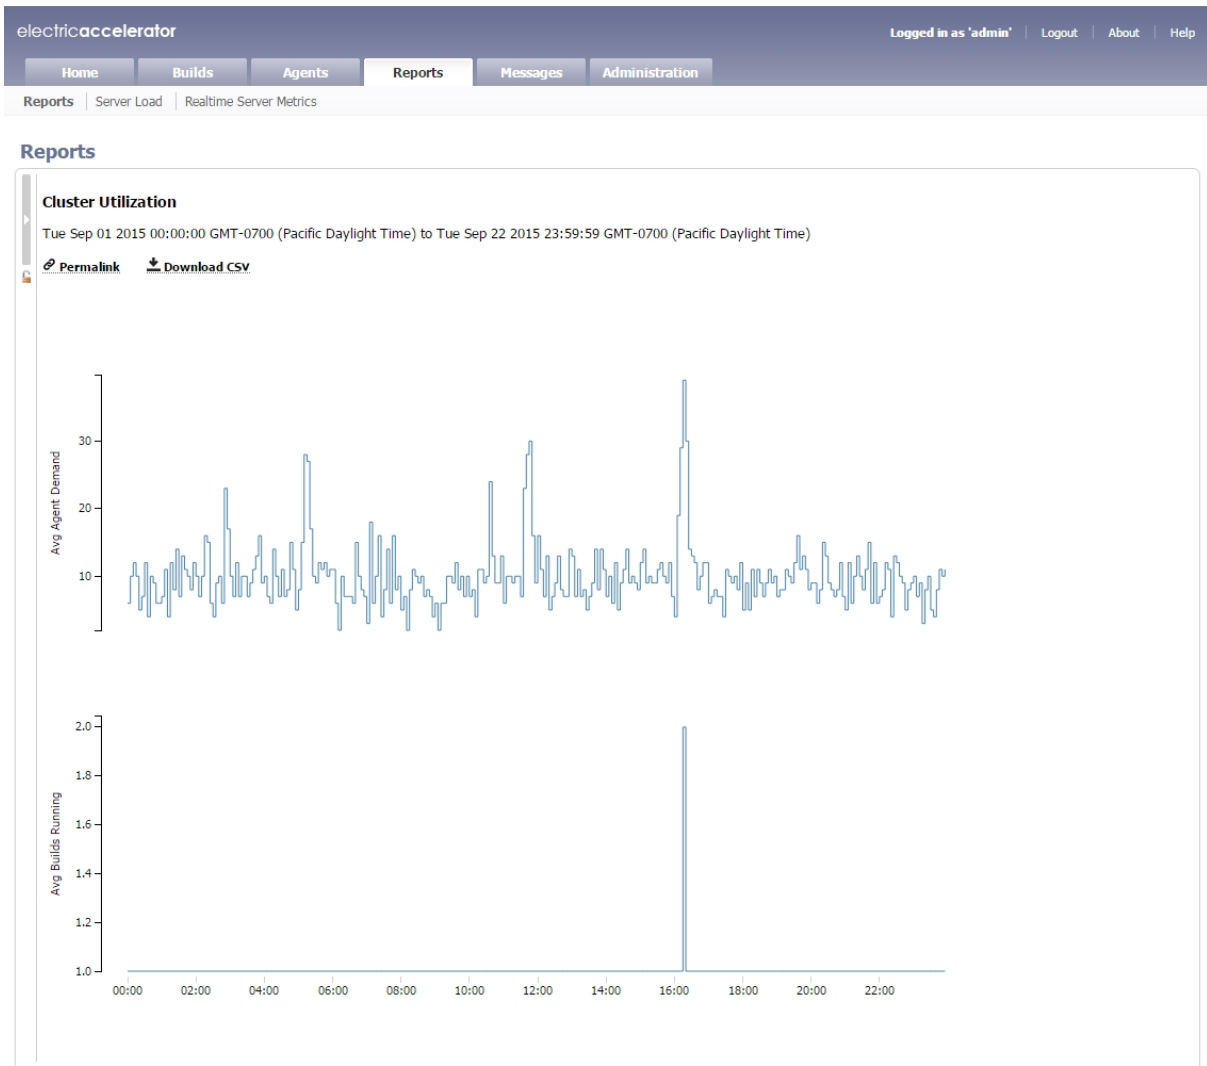 electricaccelerator
Logged in as 'admin' Logout About Help
Home Builds Agents Reports Messages Administration
Reports Server Load Realtime Server Metrics
Reports
Cluster Utilization
Tue Sep 01 2015 00:00:00 GMT-0700 (Pacific Daylight Time) to Tue Sep 22 2015 23:59:59 GMT-0700 (Pacific Daylight Time)
Permalink Download CSV
Avg Agent Demand
30
20
10
Avg Builds Running
2.0
1.8
1.6
1.4
1.2
1.0
00:00 02:00 04:00 06:00 08:00 10:00 12:00 14:00 16:00 18:00 20:00 22:00